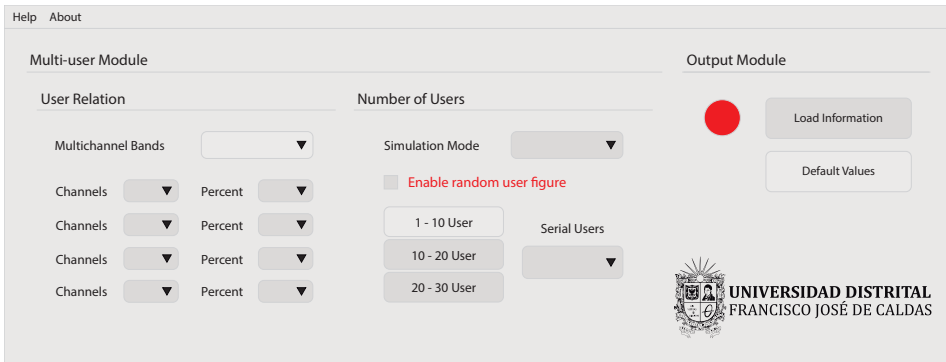 Help About
Multi-user Module
Output Module
User Relation
Number of Users
Multichannel Bands
Simulation Mode
Load Information
Enable random user figure
Default Values
Channels Percent
Channels Percent
Channels Percent
Channels Percent
1 - 10 User
10 - 20 User
20 - 30 User
Serial Users
UNIVERSIDAD DISTRITAL
FRANCISCO JOSÉ DE CALDAS